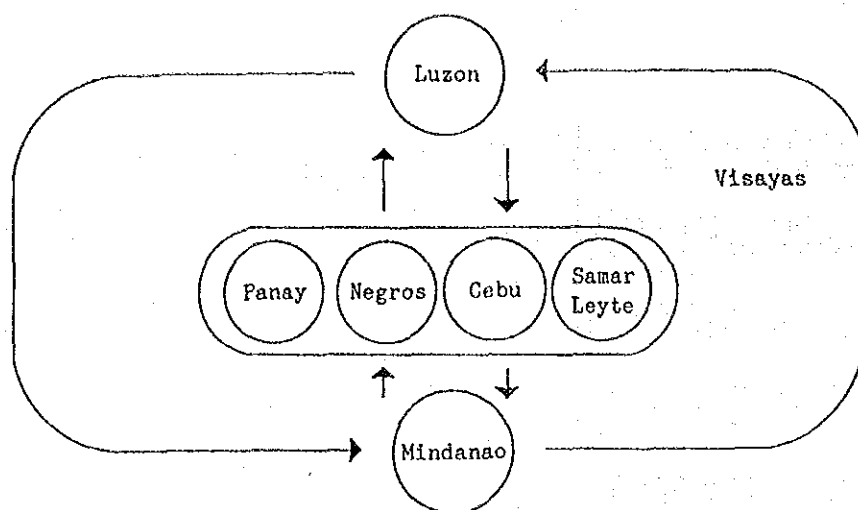 Luzon
Visayas
Panay
Negros
Cebu
Samar
Leyte
Mindanao